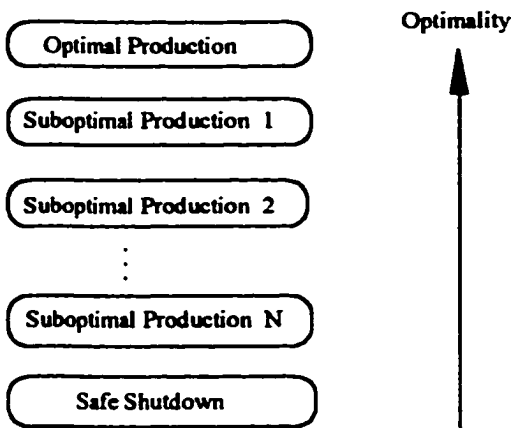 Optimality
Optimal Production
Suboptimal Production 1
Suboptimal Production 2
⋮
Suboptimal Production N
Safe Shutdown